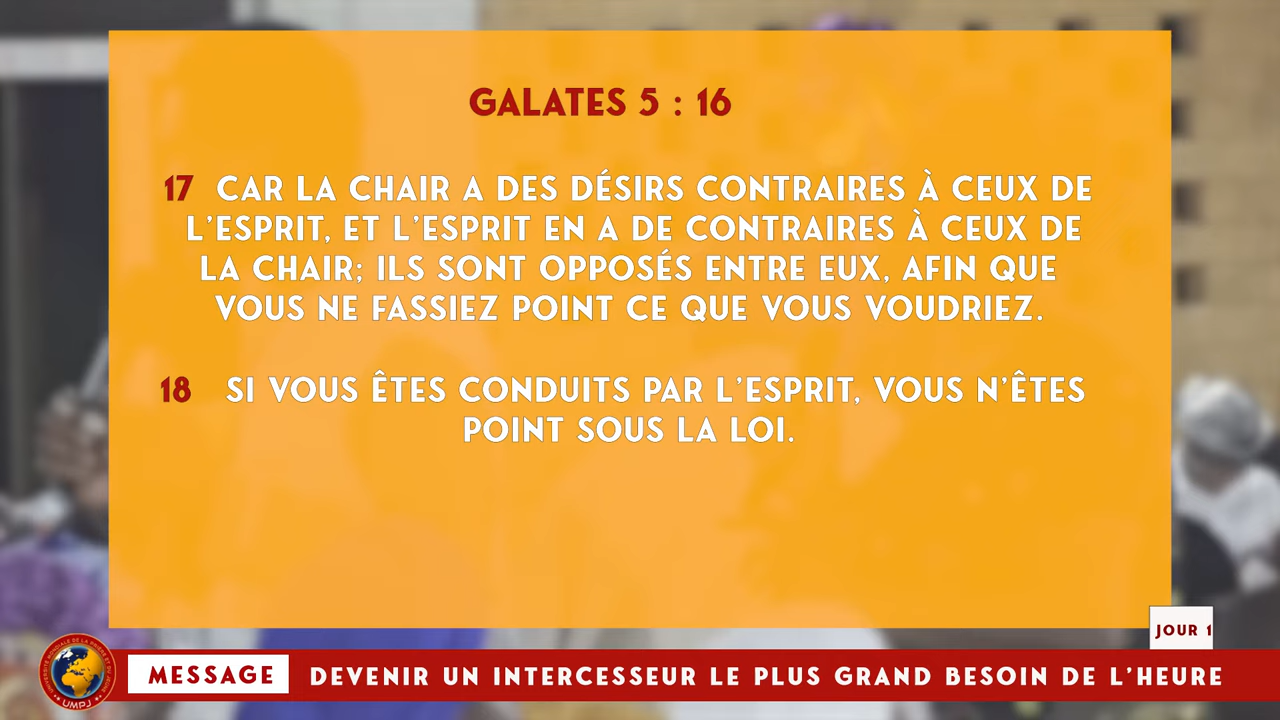 GALATES 5 : 16
17 CAR LA CHAIR A DES DÉSIRS CONTRAIRES À CEUX DE
L'ESPRIT, ET L'ESPRIT EN A DE CONTRAIRES À CEUX DE
LA CHAIR; ILS SONT OPPOSÉS ENTRE EUX, AFIN QUE
VOUS NE FASSIEZ POINT CE QUE VOUS VOUDRIEZ.
18 SI VOUS ÊTES CONDUITS PAR L'ESPRIT, VOUS N'ÊTES
POINT SOUS LA LOI.
JOUR 1
MESSAGE DEVENIR UN INTERCESSEUR LE PLUS GRAND BESOIN DE L'HEURE
UMPJ